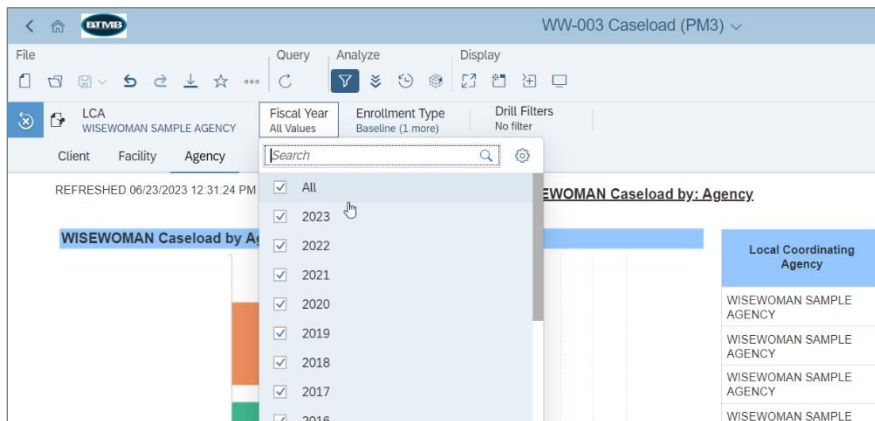 BTMB
WW-003 Caseload (PM3)
File
Query
Analyze
Display
LCA
WISEWOMAN SAMPLE AGENCY
Fiscal Year
All Values
Enrollment Type
Baseline (1 more)
Drill Filters
No filter
Client
Facility
Agency
Search
REFRESHED 06/23/2023 12:31:24 PM
EWOMAN Caseload by: Agency
WISEWOMAN Caseload by Ag
All
2023
2022
2021
2020
2019
2018
2017
2016
Local Coordinating
Agency
WISEWOMAN SAMPLE
AGENCY
WISEWOMAN SAMPLE
AGENCY
WISEWOMAN SAMPLE
AGENCY
WISEWOMAN SAMPLE